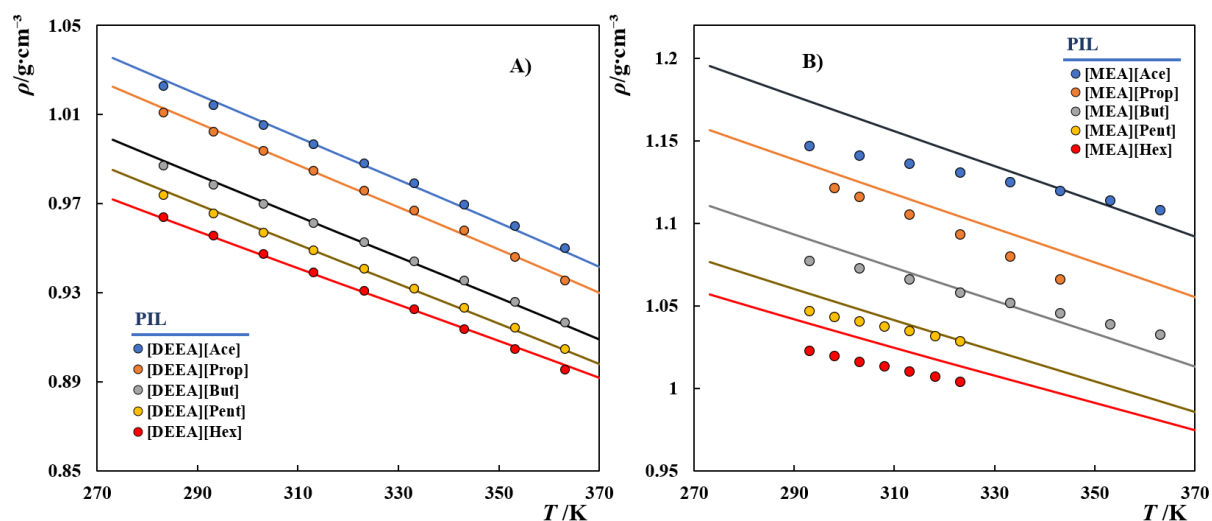 ρ/g·cm⁻³
1.05
1.01
0.97
0.93
0.89
0.85
A)
PIL
[DEEA][Ace]
[DEEA][Prop]
[DEEA][But]
[DEEA][Pent]
[DEEA][Hex]
270 290 310 330 350 370
T /K
ρ/g·cm⁻³
1.2
1.15
1.1
1.05
1
0.95
B)
PIL
[MEA][Ace]
[MEA][Prop]
[MEA][But]
[MEA][Pent]
[MEA][Hex]
270 290 310 330 350 370
T /K